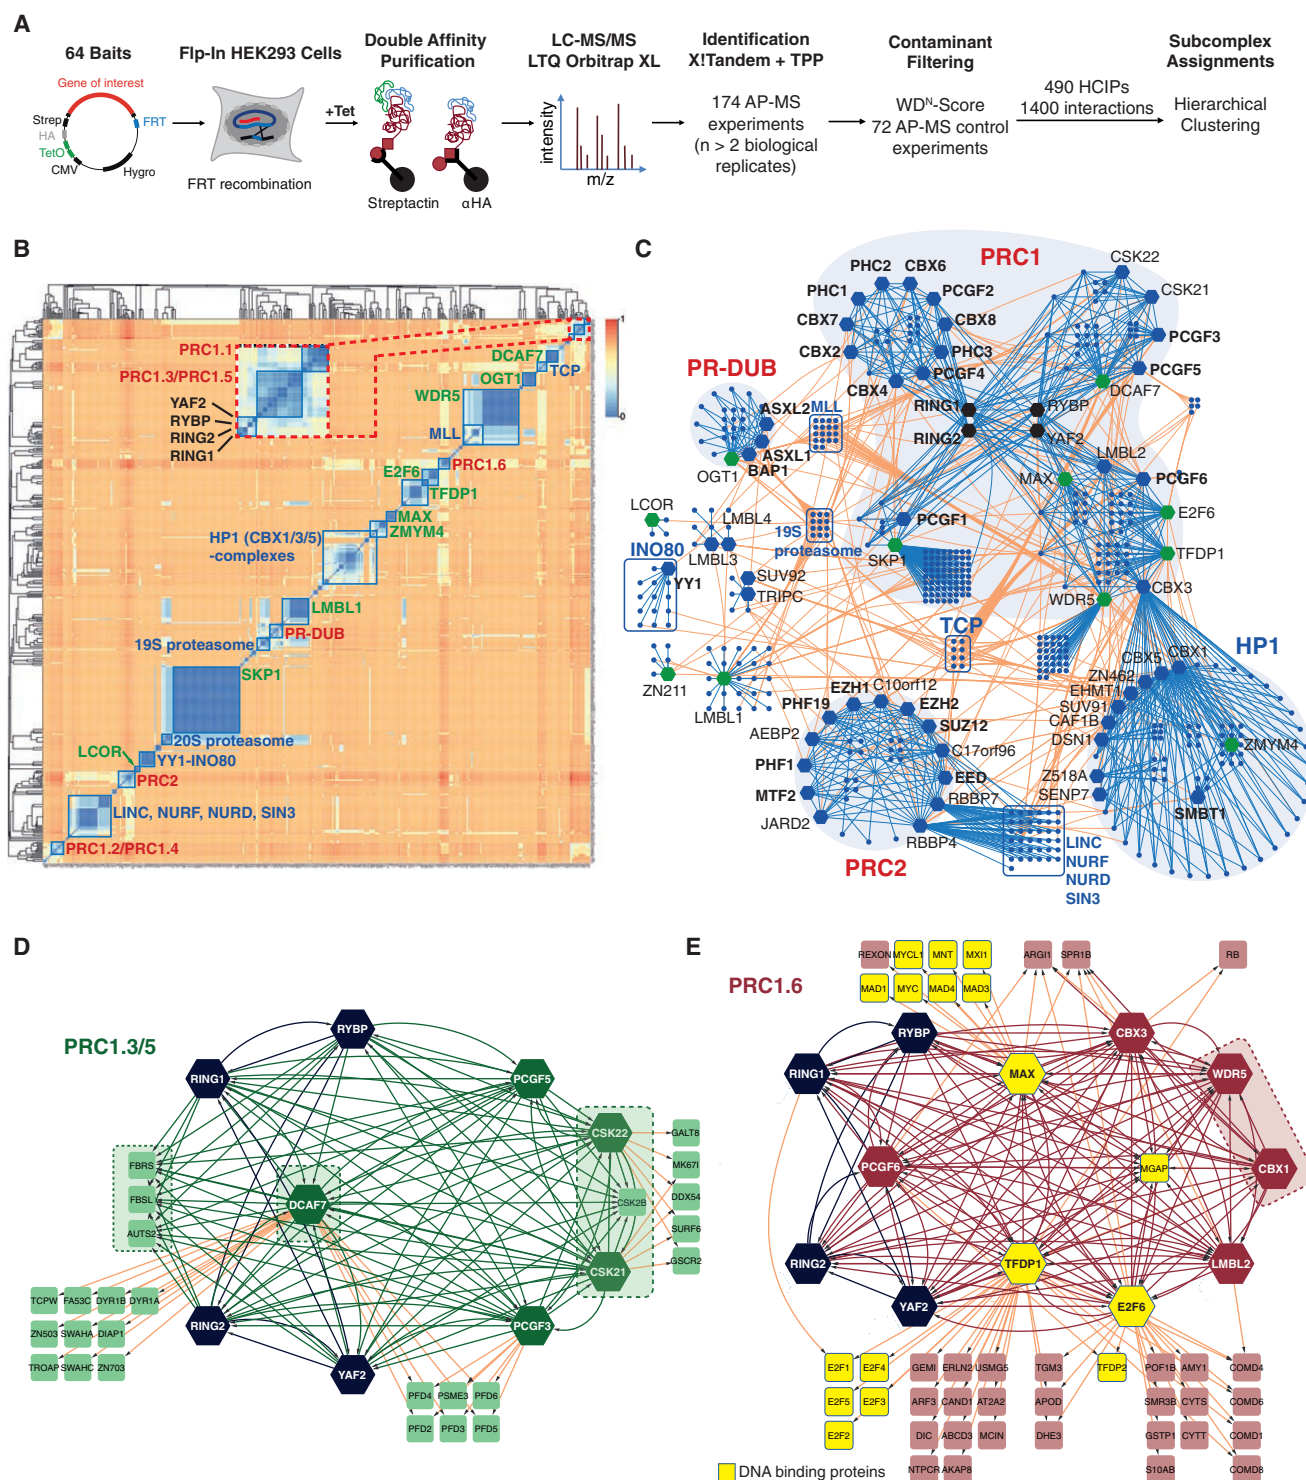 A
64 Baits
Gene of interest
Strep
HA
TetO
CMV
FRT
Hygro
Flp-In HEK293 Cells
FRT recombination
+Tet
Double Affinity
Purification
Streptactin
αHA
LC-MS/MS
LTQ Orbitrap XL
intensity
m/z
Identification
X!Tandem + TPP
174 AP-MS
experiments
(n > 2 biological
replicates)
Contaminant
Filtering
WDᴺ-Score
72 AP-MS control
experiments
490 HCIPs
1400 interactions
Subcomplex
Assignments
Hierarchical
Clustering
B
1
0
PRC1.1
PRC1.3/PRC1.5
YAF2
RYBP
RING2
RING1
DCAF7
TCP
OGT1
WDR5
MLL
PRC1.6
E2F6
TFDP1
MAX
ZMYM4
HP1 (CBX1/3/5)
-complexes
LMBL1
PR-DUB
19S proteasome
SKP1
20S proteasome
LCOR
YY1-INO80
PRC2
LINC, NURF, NURD, SIN3
PRC1.2/PRC1.4
C
PRC1
PHC2
CBX6
PHC1
PCGF2
CBX7
CBX8
CBX2
PHC3
PCGF4
CBX4
CSK22
CSK21
PCGF3
PCGF5
DCAF7
RING1
RYBP
RING2
YAF2
PR-DUB
ASXL2
ASXL1
BAP1
OGT1
MLL
LMBL2
MAX
PCGF6
E2F6
TFDP1
CBX3
WDR5
PCGF1
SKP1
19S
proteasome
LCOR
LMBL4
LMBL3
INO80
YY1
SUV92
TRIPC
TCP
ZN211
LMBL1
HP1
CBX1
CBX5
ZN462
EHMT1
SUV91
CAF1B
DSN1
Z518A
SENP7
ZMYM4
SMBT1
EZH1
C10orf12
PHF19
EZH2
AEBP2
SUZ12
PHF1
C17orf96
EED
MTF2
RBBP7
JARD2
RBBP4
PRC2
LINC
NURF
NURD
SIN3
D
PRC1.3/5
RYBP
RING1
PCGF5
CSK22
GALT8
FBRS
MK67I
FBSL
DCAF7
CSK2B
DDX54
AUTS2
SURF6
CSK21
GSCR2
TCPW
FA53C
DYR1B
DYR1A
ZN503
SWAHA
DIAP1
TROAP
SWAHC
ZN703
RING2
PCGF3
YAF2
PFD4
PSME3
PFD6
PFD2
PFD3
PFD5
E
PRC1.6
REXON
MYCL1
MNT
MXI1
ARGI1
SPR1B
RB
MAD1
MYC
MAD4
MAD3
RYBP
CBX3
RING1
MAX
WDR5
PCGF6
MGAP
CBX1
RING2
TFDP1
LMBL2
YAF2
E2F6
E2F1
E2F4
GEMI
ERLN2
USMG5
TGM3
TFDP2
POF1B
AMY1
COMD4
E2F5
E2F3
ARF3
CAND1
AT2A2
APOD
SMR3B
CYTS
COMD6
E2F2
DIC
ABCD3
MCIN
DHE3
GSTP1
CYTT
COMD1
NTPCR
AKAP8
S10AB
COMD8
DNA binding proteins